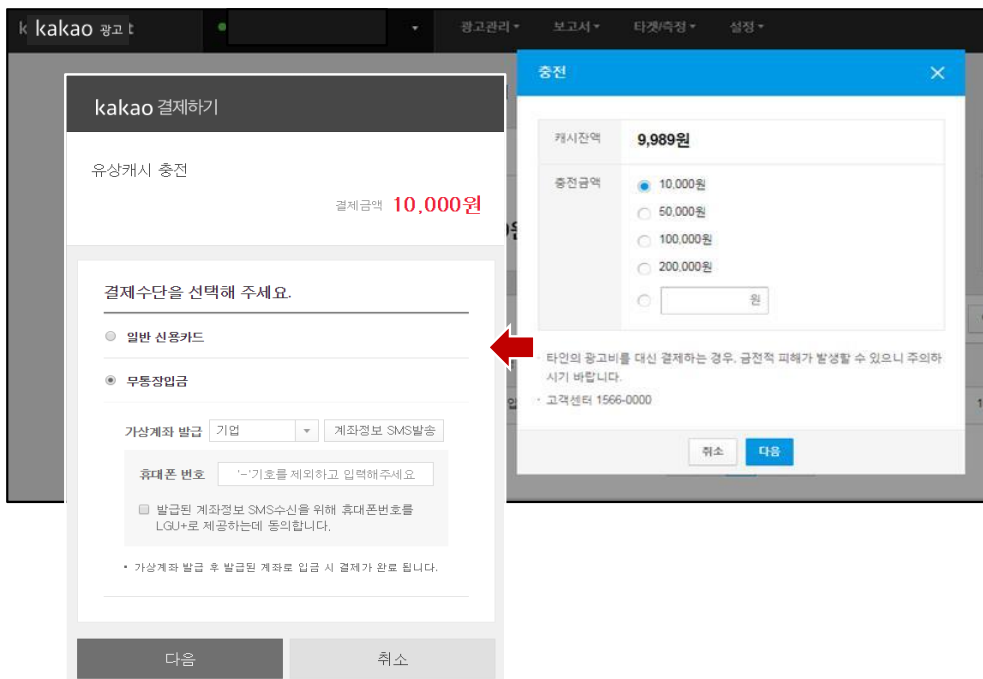 kakao 광고
광고관리
보고서
타겟/측정
설정
kakao 결제하기
유상캐시 충전
결제금액 10,000원
결제수단을 선택해 주세요.
일반 신용카드
무통장입금
가상계좌 발급 기업 계좌정보 SMS발송
휴대폰 번호 '-'기호를 제외하고 입력해주세요
발급된 계좌정보 SMS수신을 위해 휴대폰번호를
LGU+로 제공하는데 동의합니다.
• 가상계좌 발급 후 발급된 계좌로 입금 시 결제가 완료 됩니다.
다음 취소
충전
캐시잔액 9,989원
충전금액 10,000원
50,000원
100,000원
200,000원
원
· 타인의 광고비를 대신 결제하는 경우, 금전적 피해가 발생할 수 있으니 주의하
시기 바랍니다.
· 고객센터 1566-0000
취소 다음